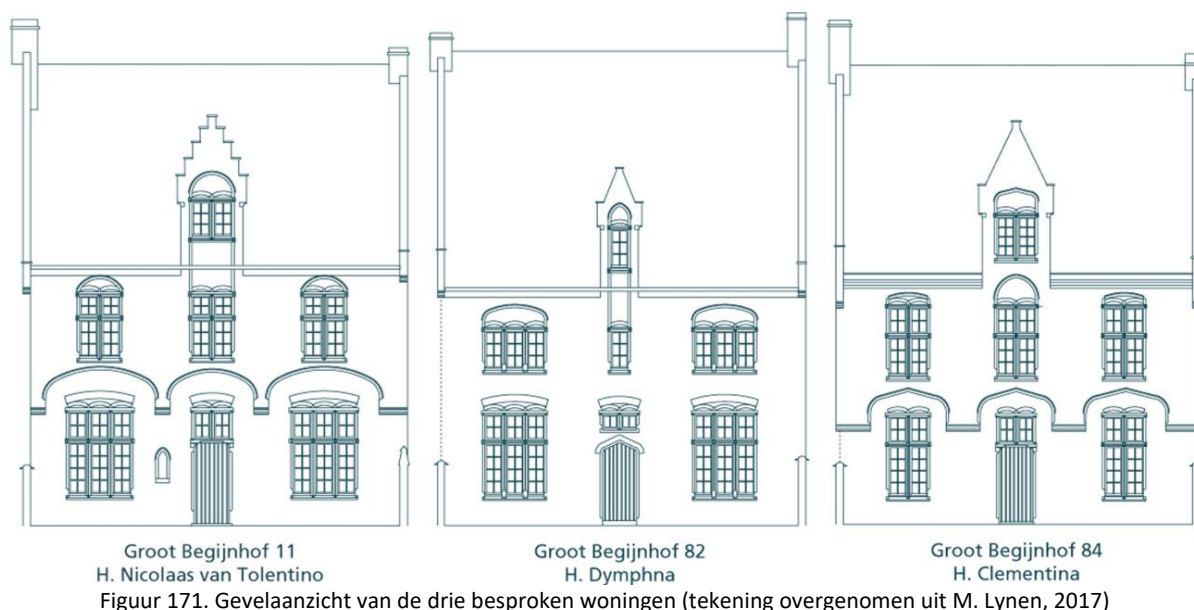 Groot Begijnhof 11
H. Nicolaas van Tolentino
Groot Begijnhof 82
H. Dymphna
Groot Begijnhof 84
H. Clementina
Figuur 171. Gevelaanzicht van de drie besproken woningen (tekening overgenomen uit M. Lynen, 2017)